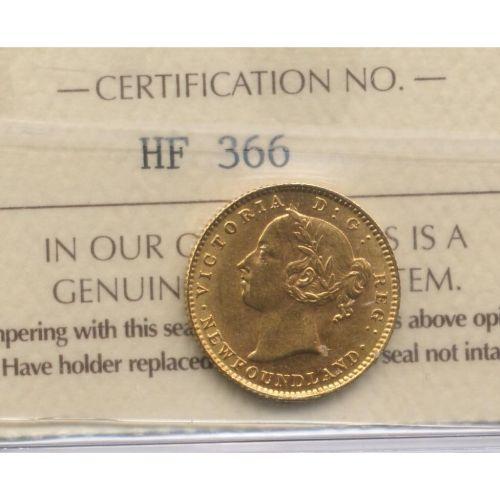 — CERTIFICATION NO. —
HF 366
IN OUR S IS A
GENUIN TEM.
mpering with this sea s above opi
Have holder replaced seal not inta
· VICTORIA D: G: REG:
· NEWFOUNDLAND.